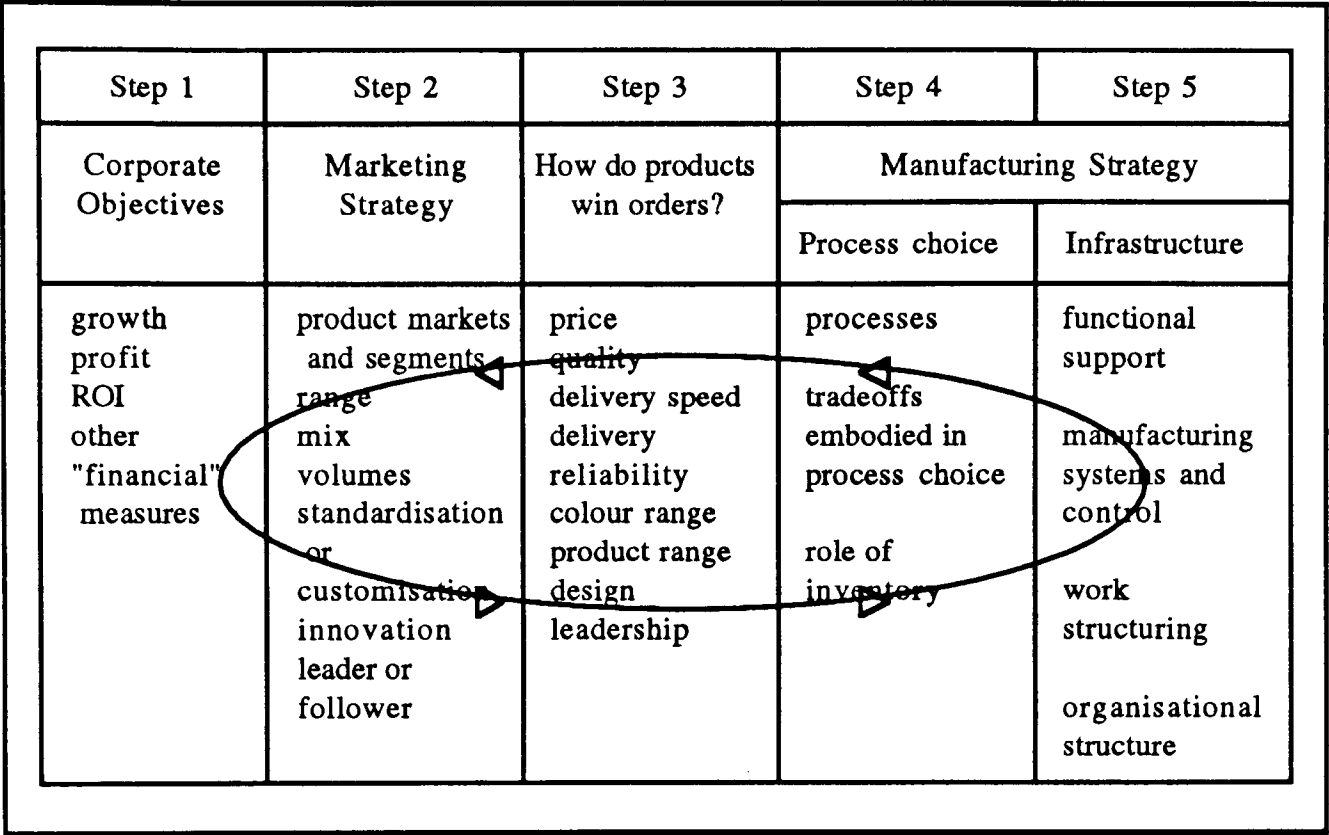 Step 1
Step 2
Step 3
Step 4
Step 5
Corporate
Objectives
Marketing
Strategy
How do products
win orders?
Manufacturing Strategy
Process choice
Infrastructure
growth
profit
ROI
other
"financial"
measures
product markets
and segments
range
mix
volumes
standardisation
or
customisation
innovation
leader or
follower
price
quality
delivery speed
delivery
reliability
colour range
product range
design
leadership
processes
tradeoffs
embodied in
process choice
role of
inventory
functional
support
manufacturing
systems and
control
work
structuring
organisational
structure